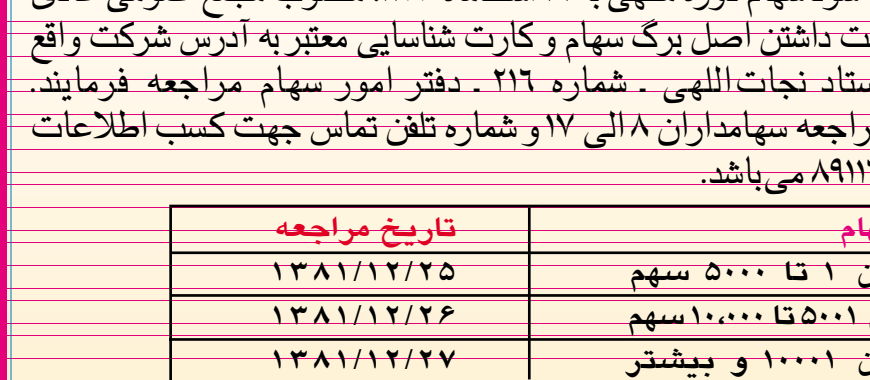 داشتن اصل برگ سهام و کارت شناسایی معتبر به آدرس شرکت واقع
نجات‌اللهی ـ شماره ۲۱۶ ـ دفتر امور سهام مراجعه فرمایند.
سهامداران ۸ الی ۱۷ و شماره تلفن تماس جهت کسب اطلاعات
می‌باشد.
تاریخ مراجعه
۱ تا ۵۰۰۰ سهم ۱۳۸۱/۱۲/۲۵
۵۰۰۱ تا ۱۰،۰۰۰ سهم ۱۳۸۱/۱۲/۲۶
۱۰۰۰۱ و بیشتر ۱۳۸۱/۱۲/۲۷